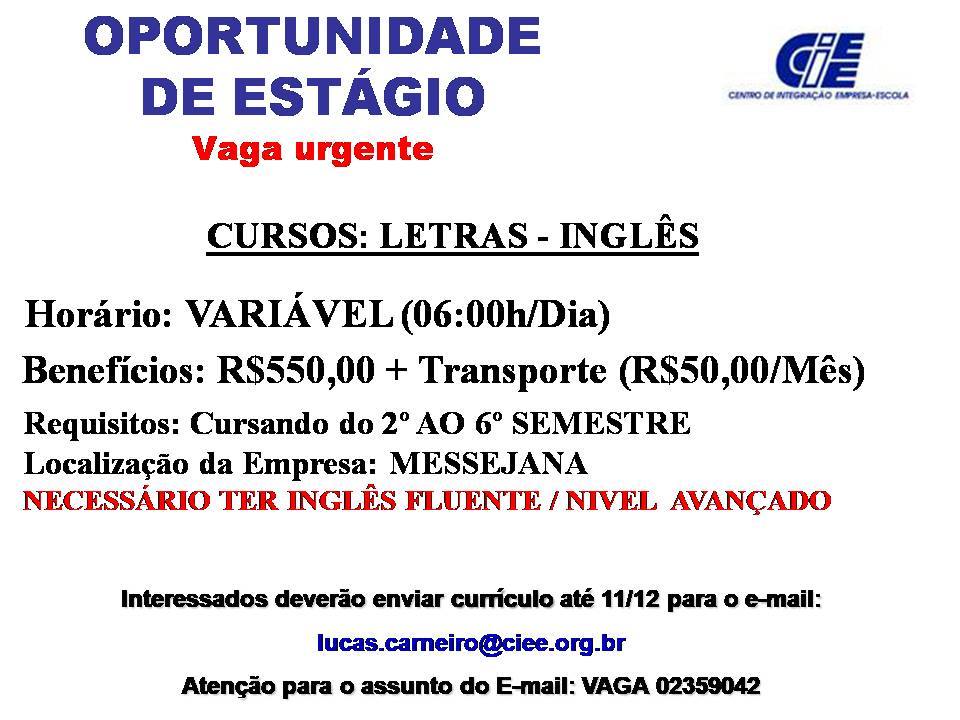 OPORTUNIDADE
DE ESTÁGIO
Vaga urgente
CIEE
CENTRO DE INTEGRAÇÃO EMPRESA-ESCOLA
CURSOS: LETRAS - INGLÊS
Horário: VARIÁVEL (06:00h/Dia)
Benefícios: R$550,00 + Transporte (R$50,00/Mês)
Requisitos: Cursando do 2º AO 6º SEMESTRE
Localização da Empresa: MESSEJANA
NECESSÁRIO TER INGLÊS FLUENTE / NIVEL AVANÇADO
Interessados deverão enviar currículo até 11/12 para o e-mail:
lucas.carneiro@ciee.org.br
Atenção para o assunto do E-mail: VAGA 02359042